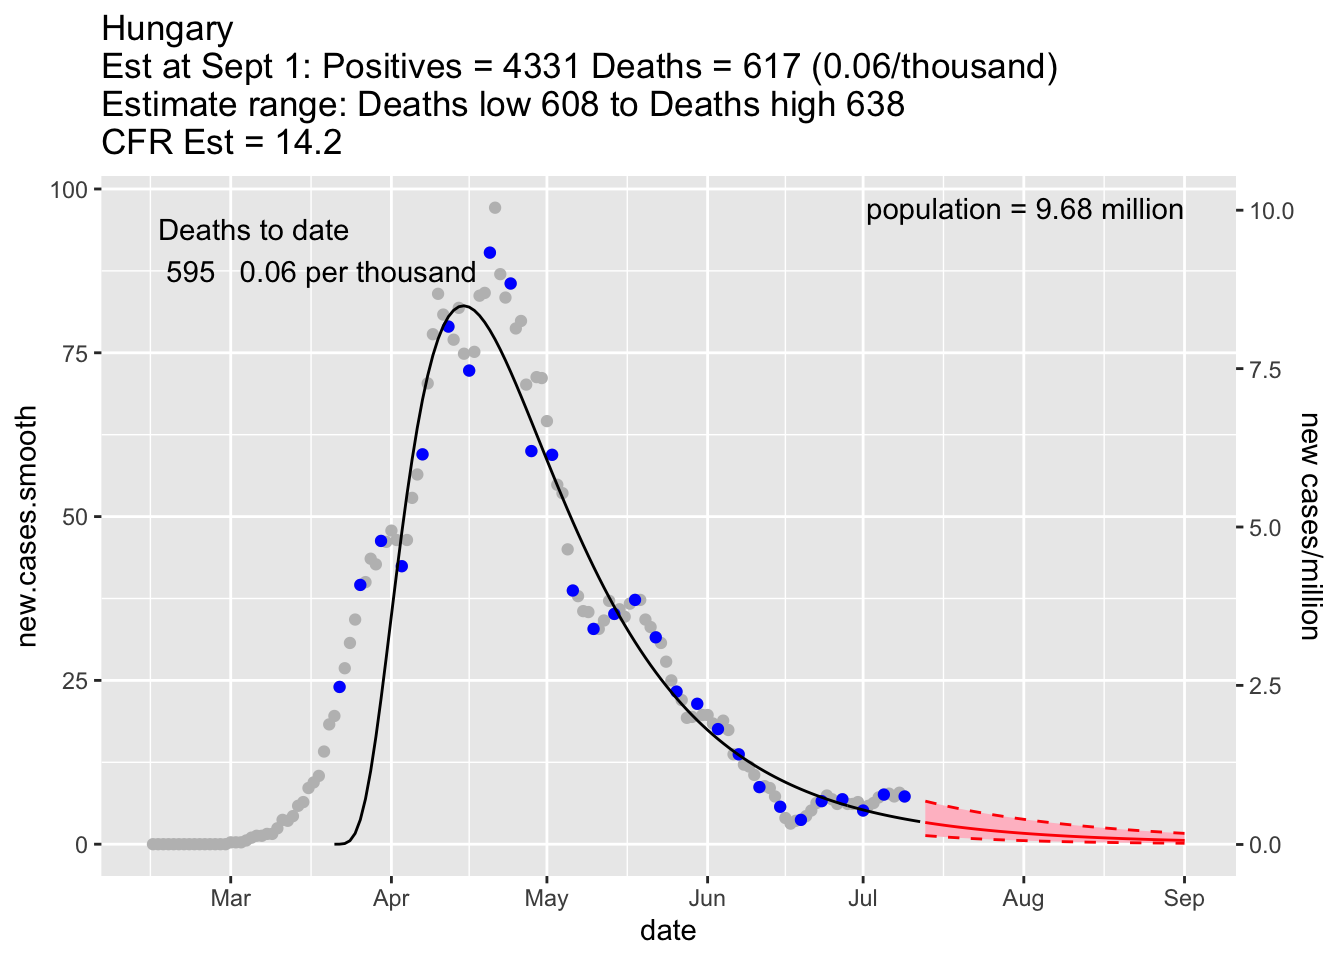 Hungary
Est at Sept 1: Positives = 4331 Deaths = 617 (0.06/thousand)
Estimate range: Deaths low 608 to Deaths high 638
CFR Est = 14.2
Deaths to date
595 0.06 per thousand
population = 9.68 million
100
75
50
25
0
new.cases.smooth
10.0
7.5
5.0
2.5
0.0
new cases/million
Mar Apr May Jun Jul Aug Sep
date